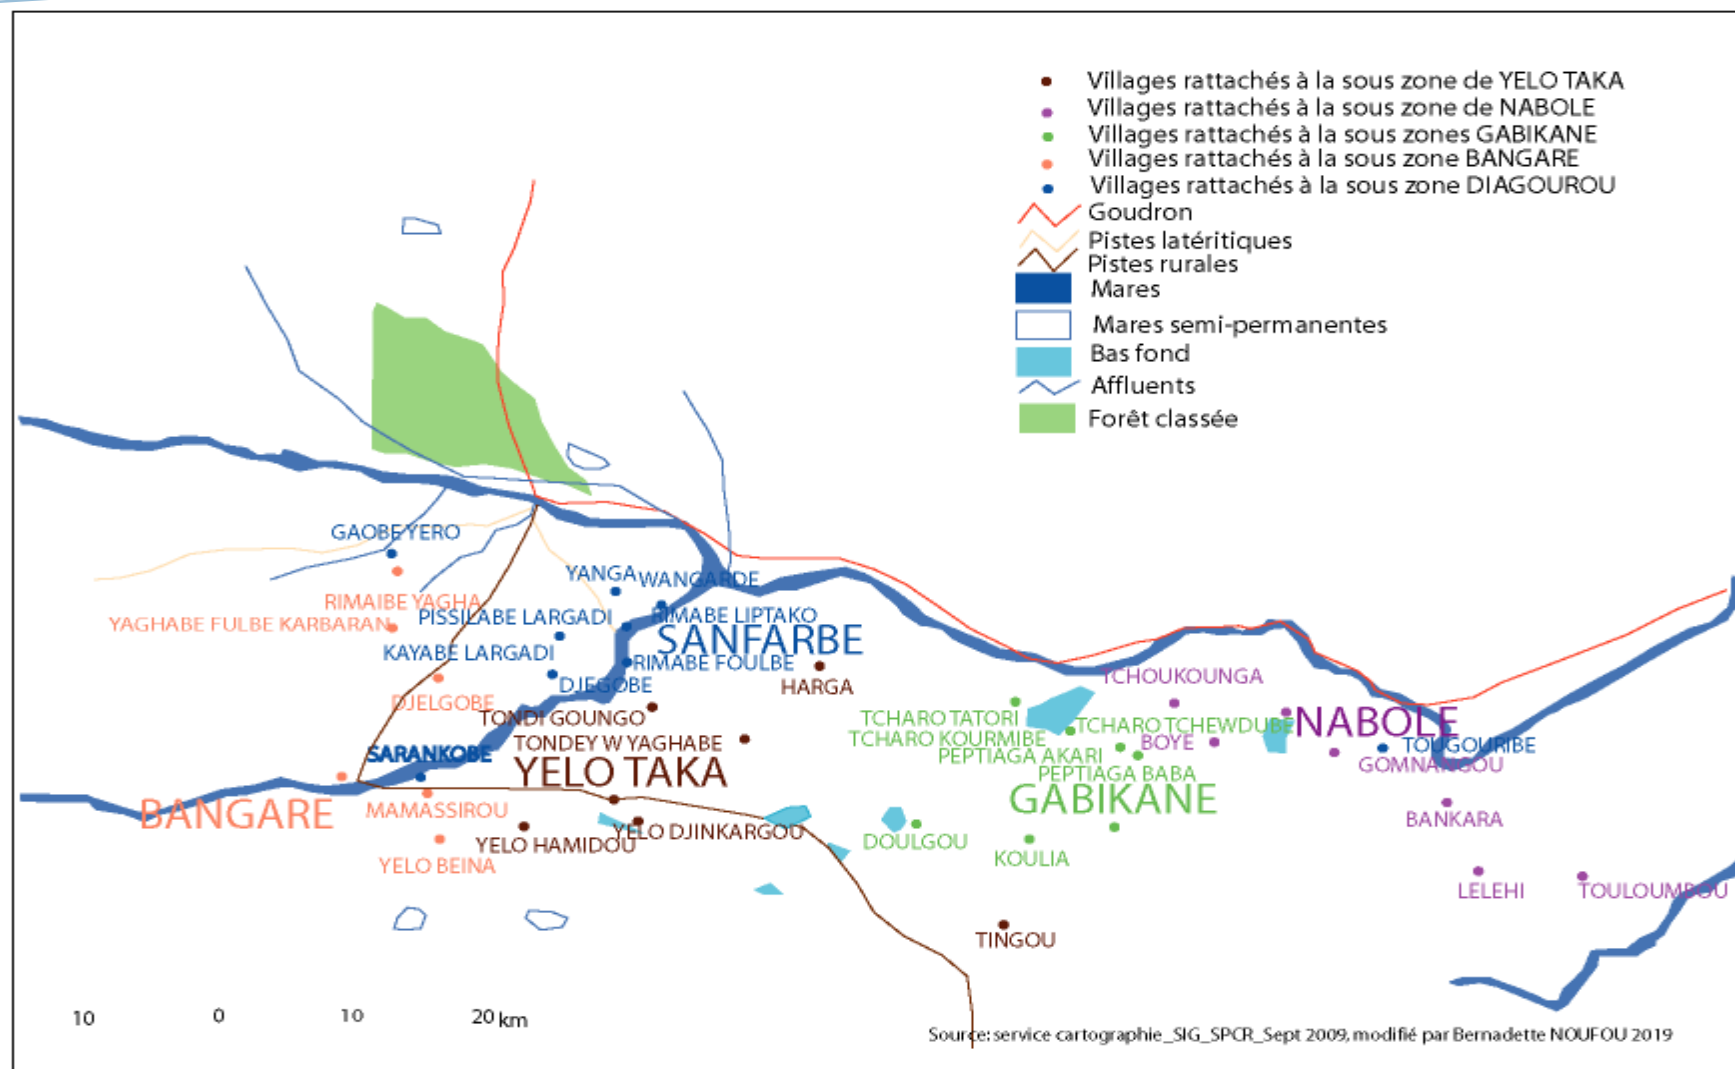 Villages rattachés à la sous zone de YELO TAKA
Villages rattachés à la sous zone de NABOLE
Villages rattachés à la sous zones GABIKANE
Villages rattachés à la sous zone BANGARE
Villages rattachés à la sous zone DIAGOUROU
Goudron
Pistes latéritiques
Pistes rurales
Mares
Mares semi-permanentes
Bas fond
Affluents
Forêt classée
GAOBE YERO
YANGA
WANGARDE
RIMAIBE YAGHA
PISSILABE LARGADI
RIMABE LIPTAKO
YAGHABE FULBE KARBARAN
SANFARBE
KAYABE LARGADI
RIMABE FOULBE
DJEGOBE
HARGA
TCHOUKOUNGA
DJELGOBE
TONDI GOUNGO
TCHARO TATORI
TCHARO TCHEWDUBE
NABOLE
TCHARO KOURMIBE
TONDEY W YAGHABE
BOYE
TOUGOURIBE
SARANKOBE
PEPTIAGA AKARI
GOMNANGOU
YELO TAKA
PEPTIAGA BABA
GABIKANE
BANGARE
MAMASSIROU
BANKARA
YELO DJINKARGOU
YELO HAMIDOU
DOULGOU
KOULIA
YELO BEINA
LELEHI
TOULOUMBOU
TINGOU
10 0 10 20 km
Source: service cartographie_SIG_SPCR_Sept 2009, modifié par Bernadette NOUFOU 2019